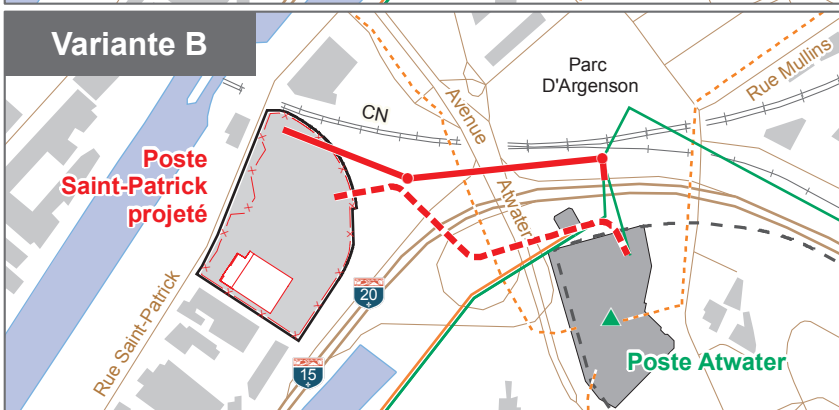 Variante B
Parc
D'Argenson
Rue Mullins
CN
Avenue
Atwater
Poste
Saint-Patrick
projeté
Rue Saint-Patrick
20
15
Poste Atwater